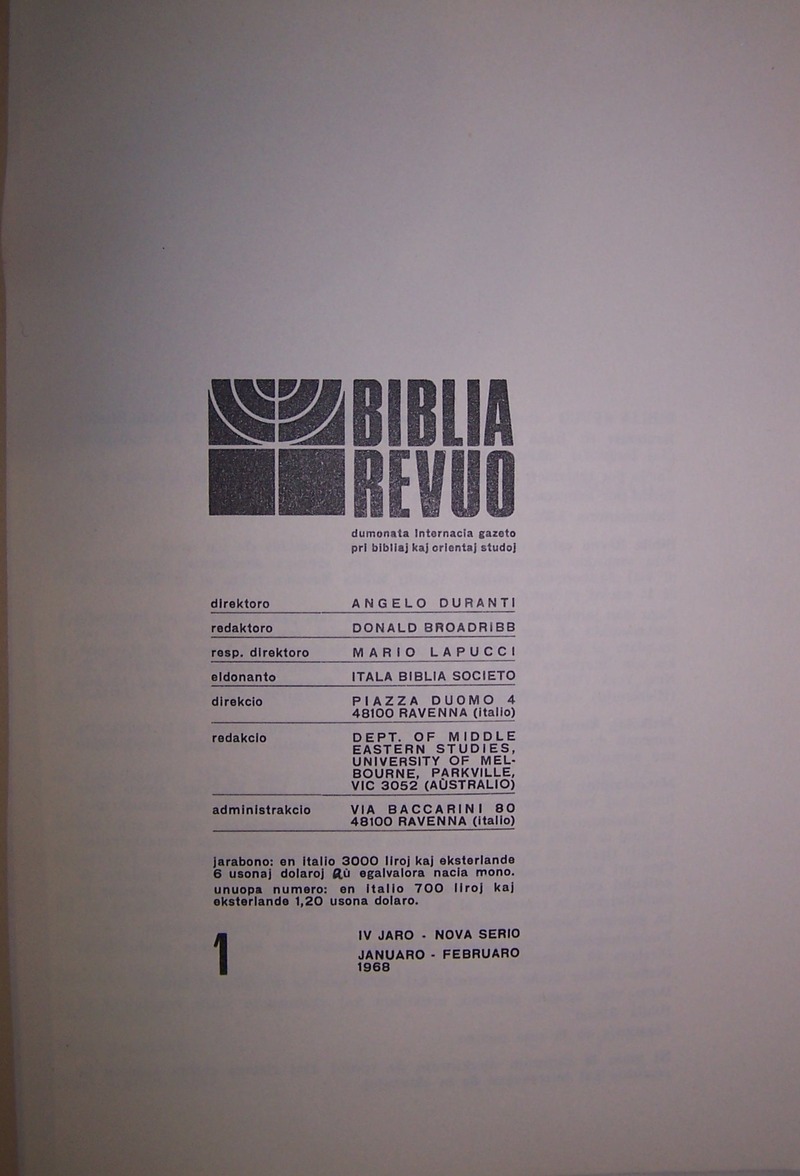 BIBLIA
REVUO
dumonata internacia gazeto
pri bibliaj kaj orientaj studoj
direktoro ANGELO DURANTI
redaktoro DONALD BROADRIBB
resp. direktoro MARIO LAPUCCI
eldonanto ITALA BIBLIA SOCIETO
direkcio PIAZZA DUOMO 4
48100 RAVENNA (Italio)
redakcio DEPT. OF MIDDLE
EASTERN STUDIES,
UNIVERSITY OF MEL-
BOURNE, PARKVILLE,
VIC 3052 (AÙSTRALIO)
administrakcio VIA BACCARINI 80
48100 RAVENNA (Italio)
jarabono: en Italio 3000 liroj kaj eksterlande
6 usonaj dolaroj aù egalvalora nacia mono.
unuopa numero: en Italio 700 liroj kaj
eksterlande 1,20 usona dolaro.
1 IV JARO - NOVA SERIO
JANUARO - FEBRUARO
1968